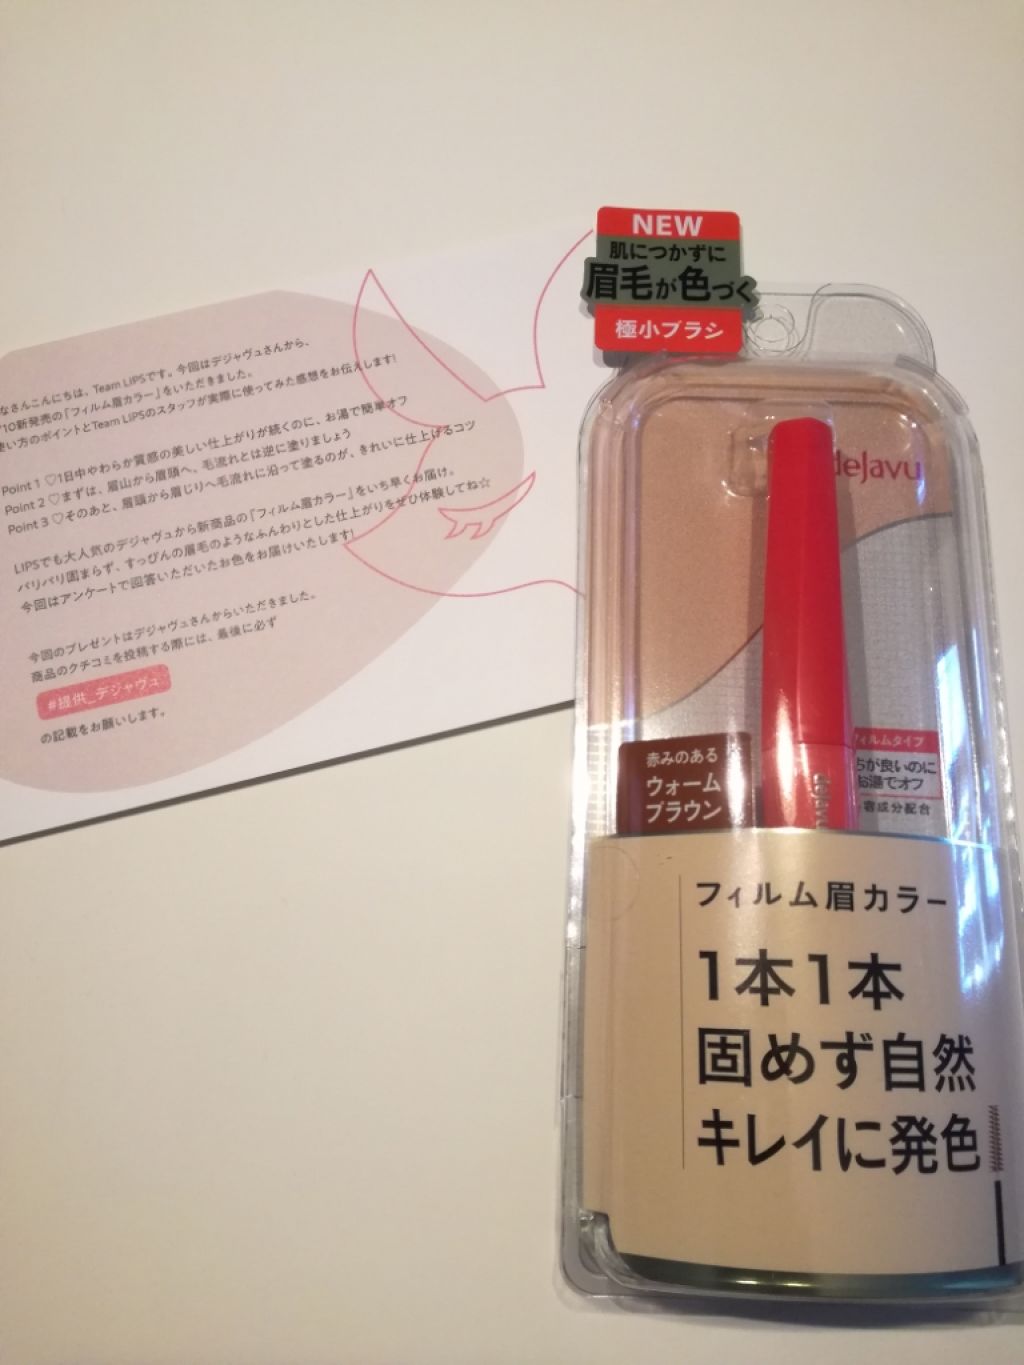 なさんこんにちは、Team LIPSです。今回はデジャヴュさんから、
10新発売の『フィルム眉カラー』をいただきました。
使い方のポイントとTeam LIPSのスタッフが実際に使ってみた感想をお伝えします!
Point 1 ♡1日中やわらか質感の美しい仕上がりが続くのに、お湯で簡単オフ
Point 2 ♡まずは、眉山から眉頭へ、毛流れとは逆に塗りましょう
Point 3 ♡そのあと、眉頭から眉じりへ毛流れに沿って塗るのが、きれいに仕上げるコツ
LIPSでも大人気のデジャヴュから新商品の『フィルム眉カラー』をいち早くお届け。
パリパリ固まらず、すっぴんの眉毛のようなふんわりとした仕上がりをぜひ体験してね☆
今回はアンケートで回答いただいたお色をお届けいたします!
今回のプレゼントはデジャヴュさんからいただきました。
商品のクチコミを投稿する際には、最後に必ず
#提供_デジャヴュ
の記載をお願いします。
NEW
肌につかずに
眉毛が色づく
極小ブラシ
dejavu
赤みのある
ウォーム
ブラウン
フィルムタイプ
ちが良いのに
お湯でオフ
容成分配合
フィルム眉カラー
1本1本
固めず自然
キレイに発色